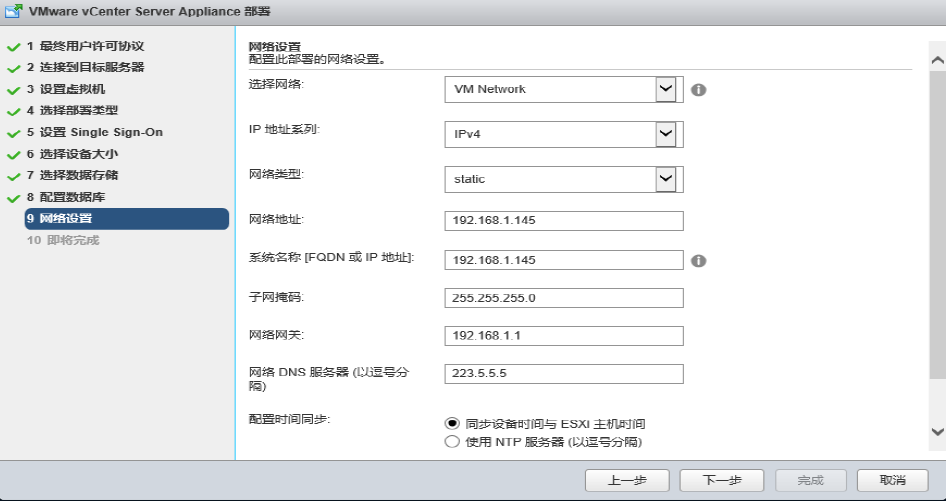 VMware vCenter Server Appliance 部署
1 最终用户许可协议
2 连接到目标服务器
3 设置虚拟机
4 选择部署类型
5 设置 Single Sign-On
6 选择设备大小
7 选择数据存储
8 配置数据库
9 网络设置
10 即将完成
网络设置
配置此部署的网络设置。
选择网络:
VM Network
IP 地址系列:
IPv4
网络类型:
static
网络地址:
192.168.1.145
系统名称 [FQDN 或 IP 地址]:
192.168.1.145
子网掩码:
255.255.255.0
网络网关:
192.168.1.1
网络 DNS 服务器 (以逗号分
隔)
223.5.5.5
配置时间同步:
同步设备时间与 ESXi 主机时间
使用 NTP 服务器 (以逗号分隔)
上一步
下一步
完成
取消